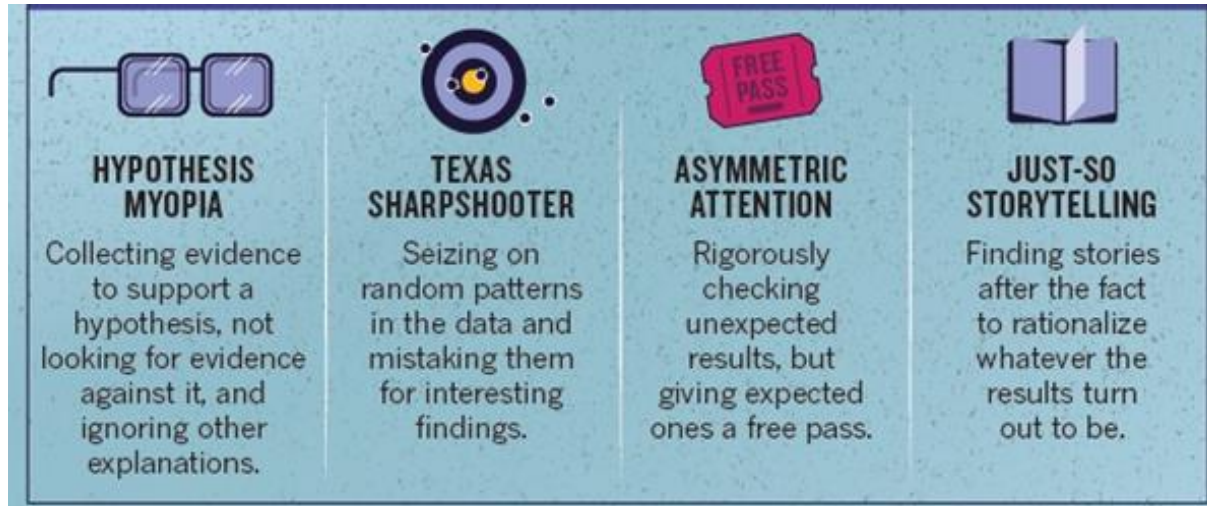 HYPOTHESIS
MYOPIA
Collecting evidence
to support a
hypothesis, not
looking for evidence
against it, and
ignoring other
explanations.
TEXAS
SHARPSHOOTER
Seizing on
random patterns
in the data and
mistaking them
for interesting
findings.
FREE
PASS
ASYMMETRIC
ATTENTION
Rigorously
checking
unexpected
results, but
giving expected
ones a free pass.
JUST-SO
STORYTELLING
Finding stories
after the fact
to rationalize
whatever the
results turn
out to be.